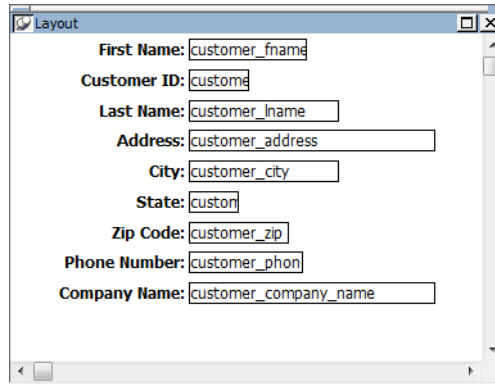 Layout
First Name: customer_fname
Customer ID: custome
Last Name: customer_lname
Address: customer_address
City: customer_city
State: custom
Zip Code: customer_zip
Phone Number: customer_phon
Company Name: customer_company_name